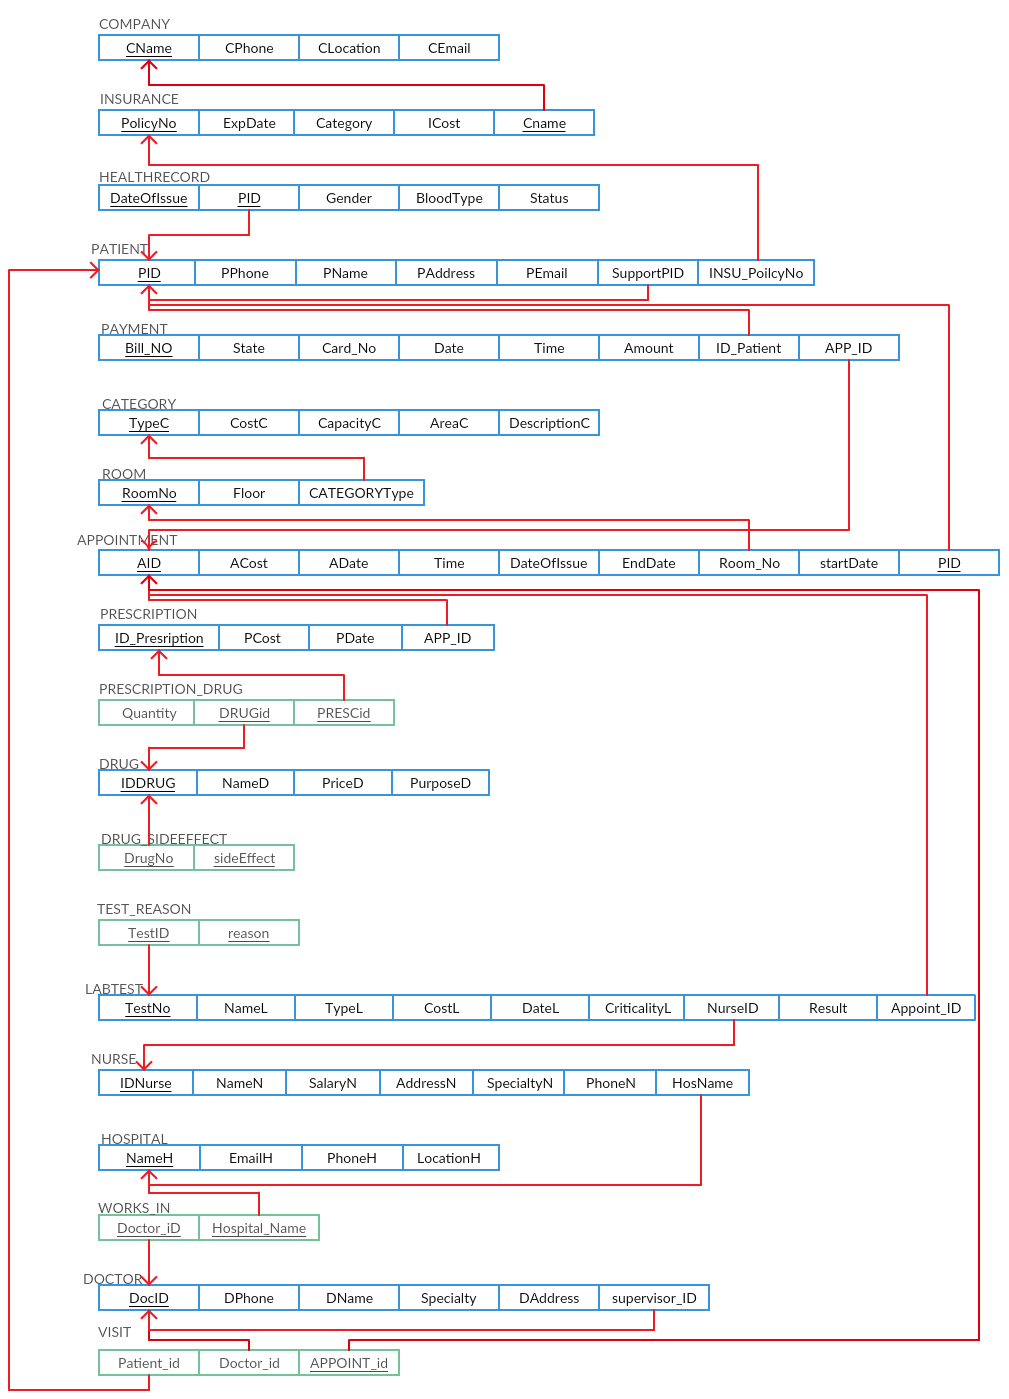 COMPANY
CName CPhone CLocation CEmail
INSURANCE
PolicyNo ExpDate Category ICost Cname
HEALTHRECORD
DateOfIssue PID Gender BloodType Status
PATIENT
PID PPhone PName PAddress PEmail SupportPID INSU_PoilcyNo
PAYMENT
Bill_NO State Card_No Date Time Amount ID_Patient APP_ID
CATEGORY
TypeC CostC CapacityC AreaC DescriptionC
ROOM
RoomNo Floor CATEGORYType
APPOINTMENT
AID ACost ADate Time DateOfIssue EndDate Room_No startDate PID
PRESCRIPTION
ID_Presription PCost PDate APP_ID
PRESCRIPTION_DRUG
Quantity DRUGid PRESCid
DRUG
IDDRUG NameD PriceD PurposeD
DRUG_SIDEEFFECT
DrugNo sideEffect
TEST_REASON
TestID reason
LABTEST
TestNo NameL TypeL CostL DateL CriticalityL NurseID Result Appoint_ID
NURSE
IDNurse NameN SalaryN AddressN SpecialtyN PhoneN HosName
HOSPITAL
NameH EmailH PhoneH LocationH
WORKS_IN
Doctor_iD Hospital_Name
DOCTOR
DocID DPhone DName Specialty DAddress supervisor_ID
VISIT
Patient_id Doctor_id APPOINT_id